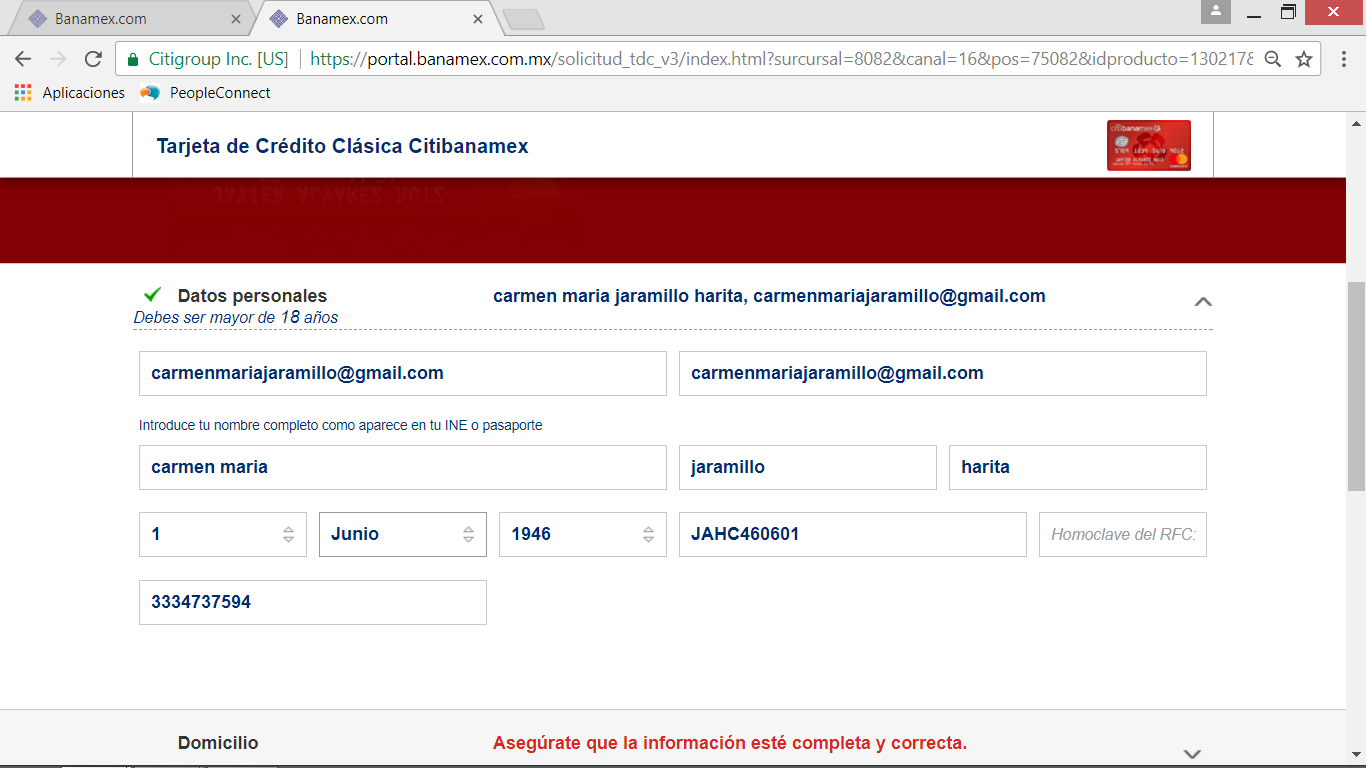 Banamex.com
Banamex.com
Citigroup Inc. [US]
https://portal.banamex.com.mx/solicitud_tdc_v3/index.html?surcursal=8082&canal=16&pos=75082&idproducto=130217&
Aplicaciones
PeopleConnect
Tarjeta de Crédito Clásica Citibanamex
citibanamex
JAVIER ALVAREZ RUIZ
Datos personales
carmen maria jaramillo harita, carmenmariajaramillo@gmail.com
Debes ser mayor de 18 años
carmenmariajaramillo@gmail.com
carmenmariajaramillo@gmail.com
Introduce tu nombre completo como aparece en tu INE o pasaporte
carmen maria
jaramillo
harita
1
Junio
1946
JAHC460601
Homoclave del RFC:
3334737594
Domicilio
Asegúrate que la información esté completa y correcta.